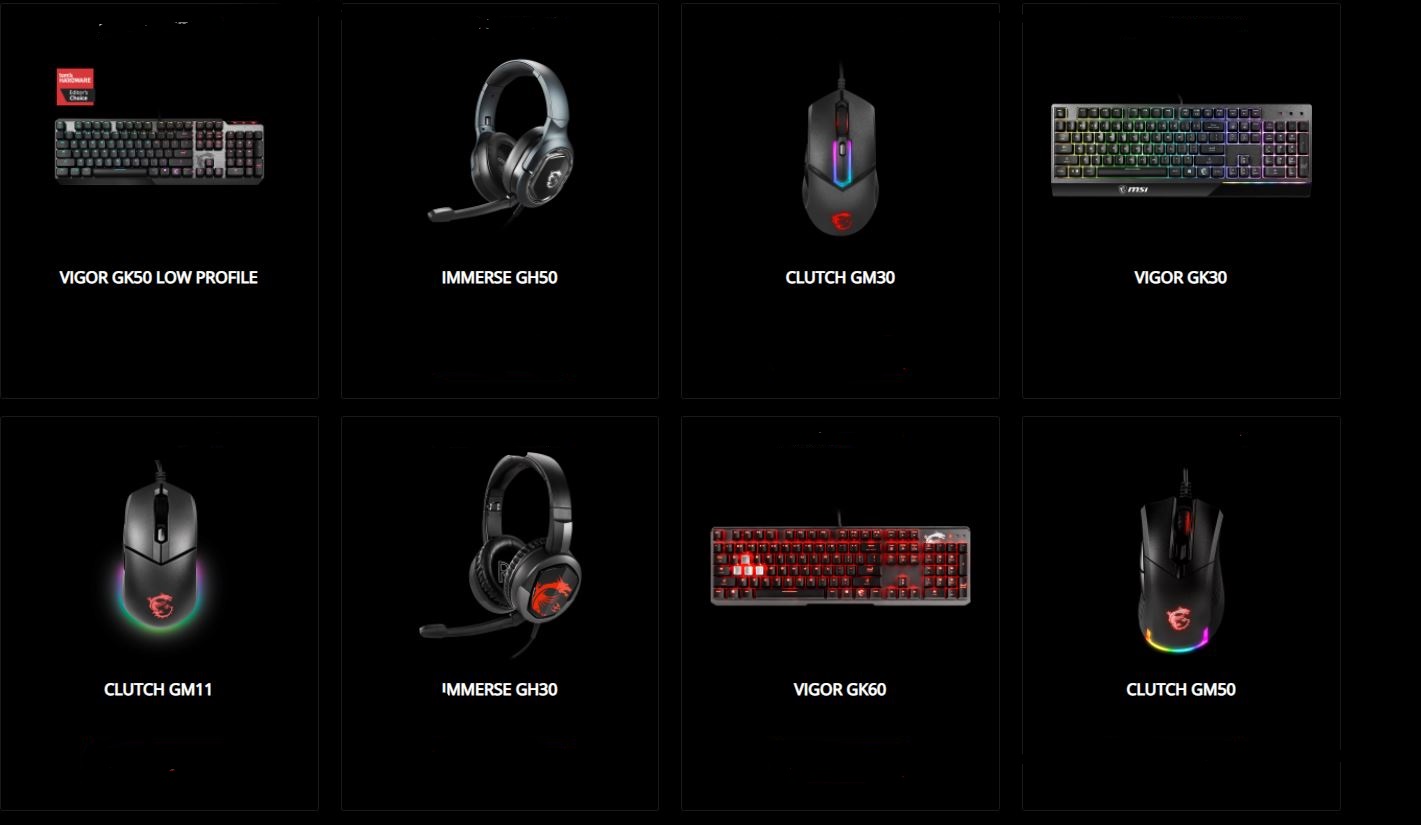 tom's
HARDWARE
Editor's
Choice
msi
VIGOR GK50 LOW PROFILE
IMMERSE GH50
CLUTCH GM30
VIGOR GK30
CLUTCH GM11
IMMERSE GH30
VIGOR GK60
CLUTCH GM50